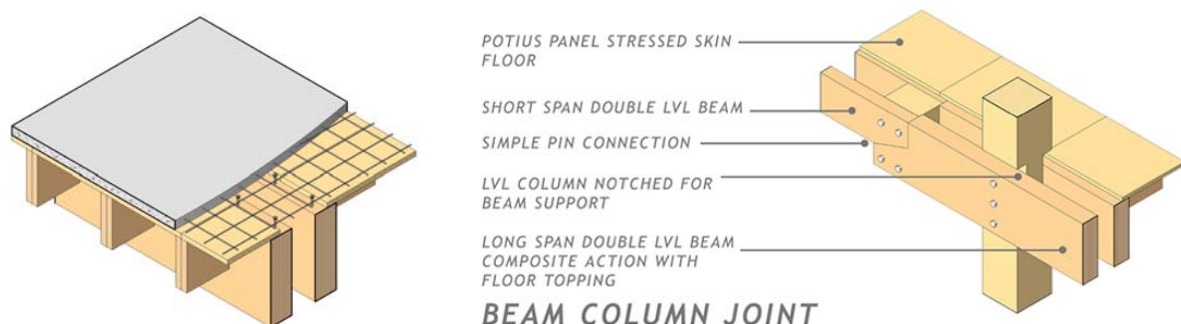 POTIUS PANEL STRESSED SKIN
FLOOR
SHORT SPAN DOUBLE LVL BEAM
SIMPLE PIN CONNECTION
LVL COLUMN NOTCHED FOR
BEAM SUPPORT
LONG SPAN DOUBLE LVL BEAM
COMPOSITE ACTION WITH
FLOOR TOPPING
BEAM COLUMN JOINT